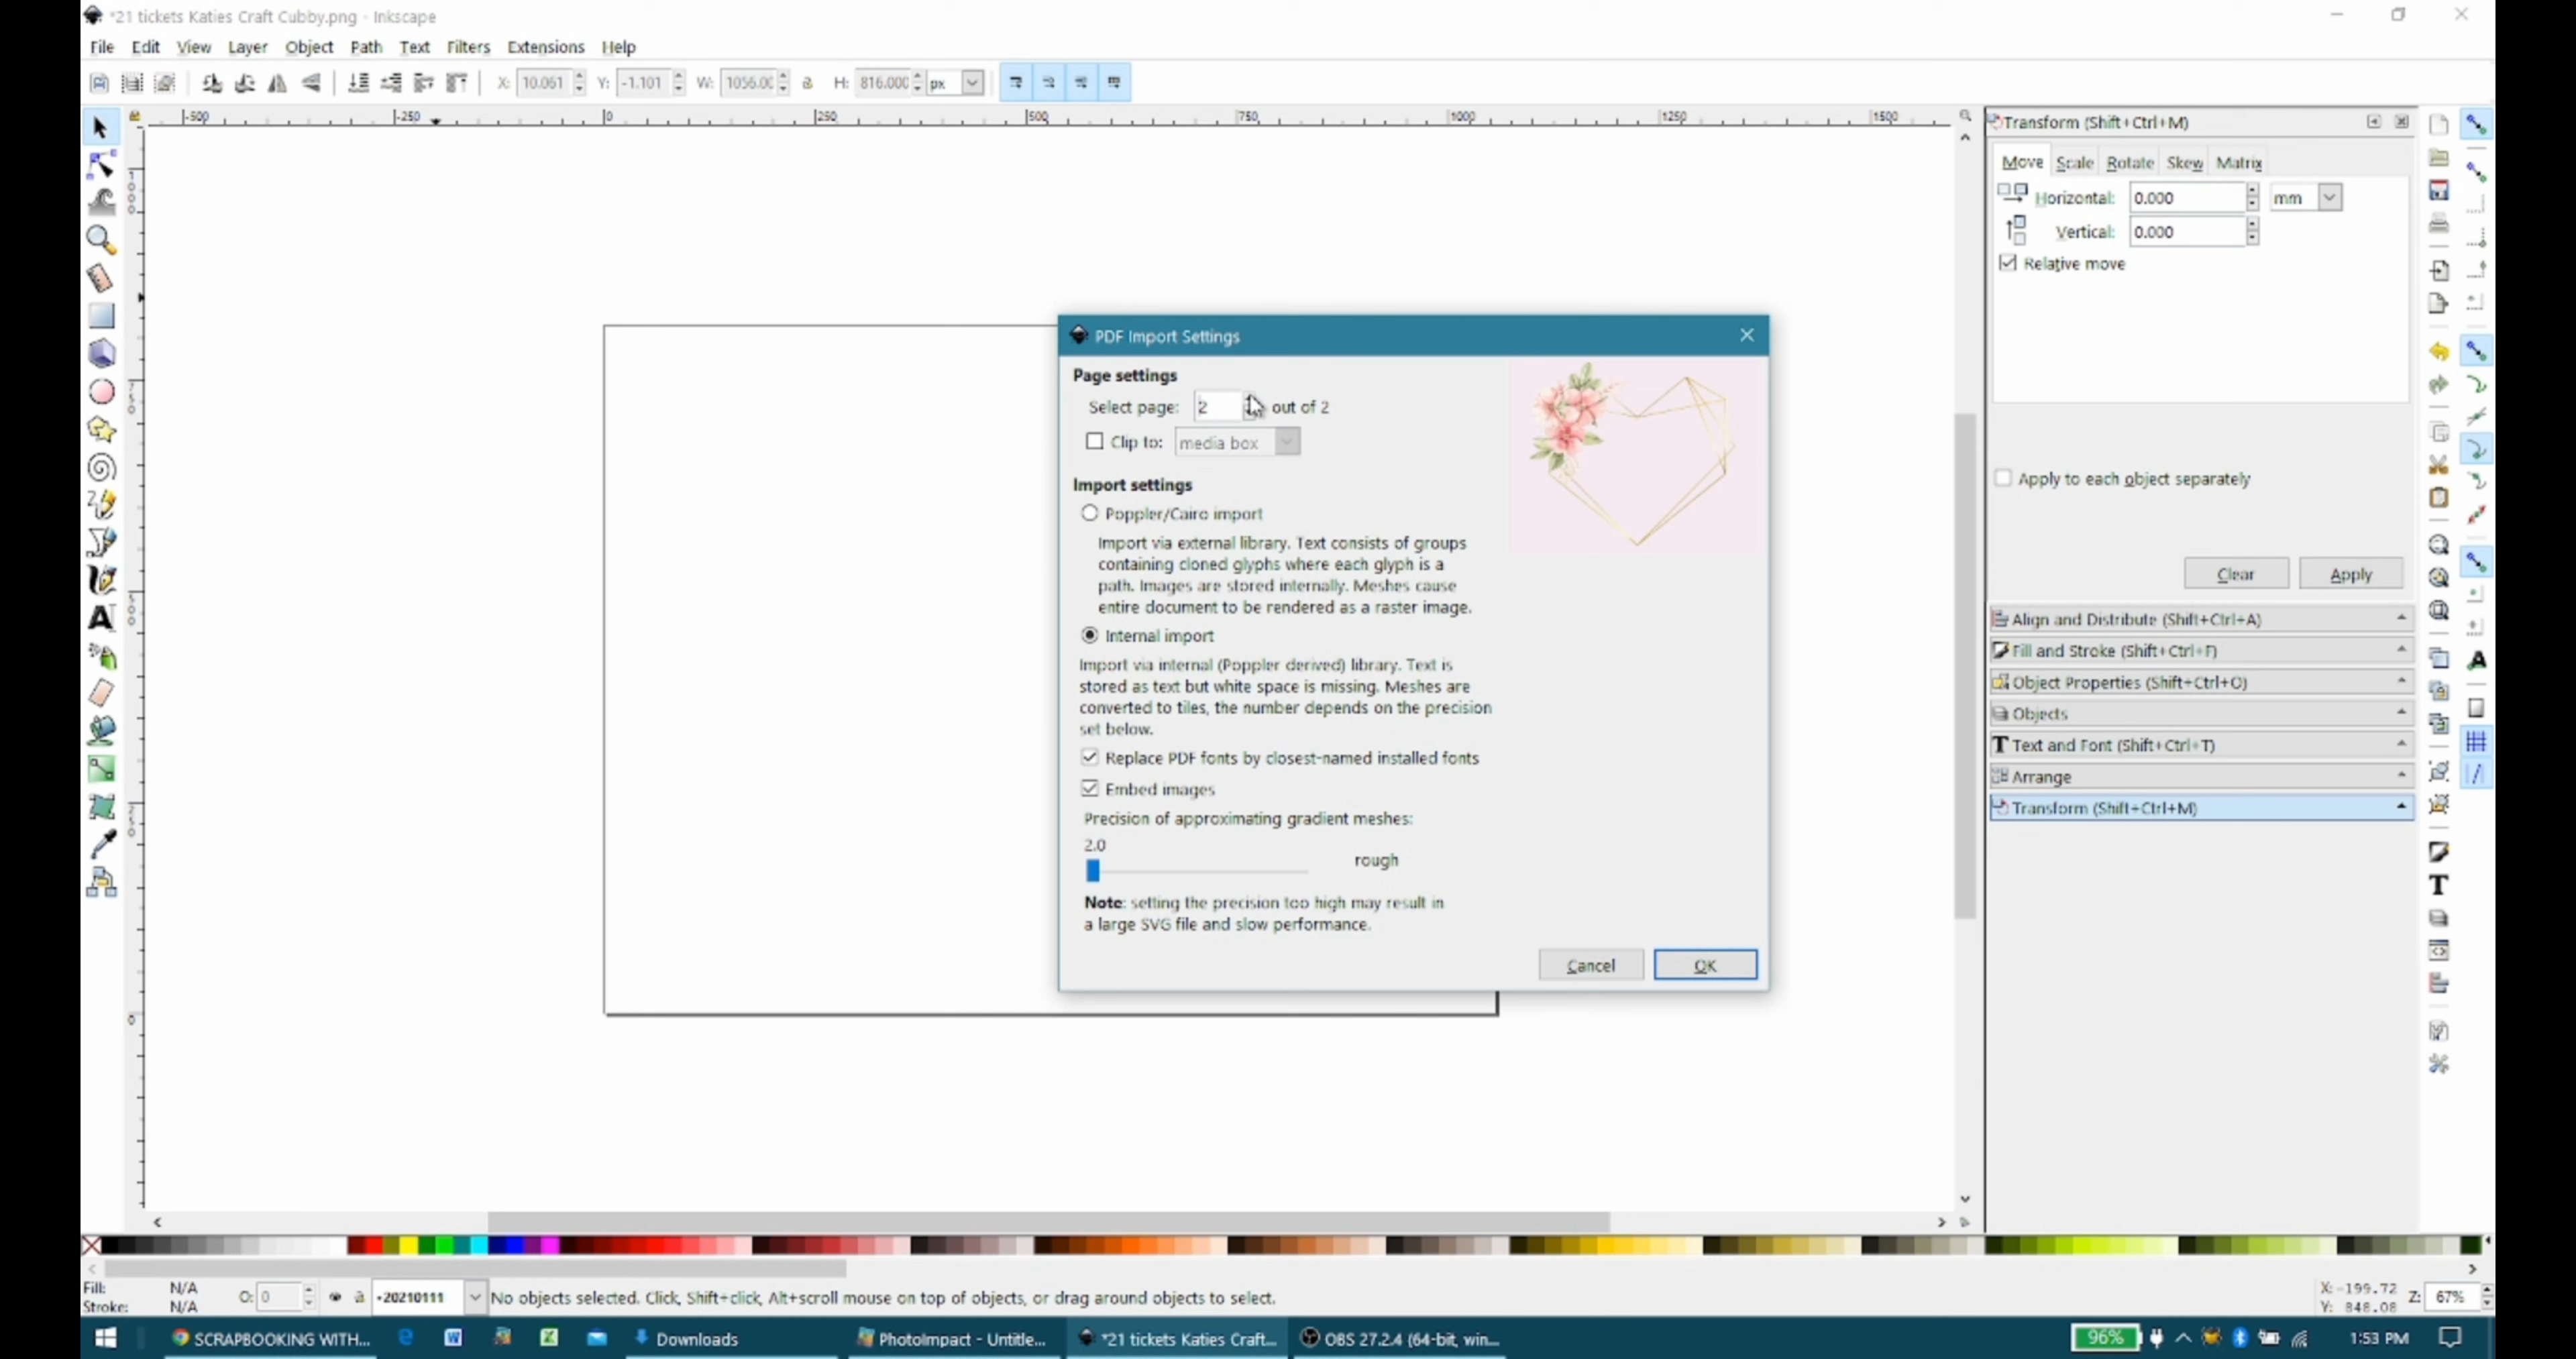 *21 tickets Katies Craft Cubby.png - Inkscape
File Edit View Layer Object Path Text Filters Extensions Help
X: 10.061 Y: -1.101 W: 1056.00 H: 816.000 px
-500 -250 0 250 500 750 1000 1250 1500
Transform (Shift+Ctrl+M)
Move Scale Rotate Skew Matrix
Horizontal: 0.000 mm
Vertical: 0.000
Relative move
Apply to each object separately
Clear Apply
Align and Distribute (Shift+Ctrl+A)
Fill and Stroke (Shift+Ctrl+F)
Object Properties (Shift+Ctrl+O)
Objects
Text and Font (Shift+Ctrl+T)
Arrange
Transform (Shift+Ctrl+M)
PDF Import Settings
Page settings
Select page: 2 out of 2
Clip to: media box
Import settings
Poppler/Cairo import
Import via external library. Text consists of groups
containing cloned glyphs where each glyph is a
path. Images are stored internally. Meshes cause
entire document to be rendered as a raster image.
Internal import
Import via internal (Poppler derived) library. Text is
stored as text but white space is missing. Meshes are
converted to tiles, the number depends on the precision
set below.
Replace PDF fonts by closest-named installed fonts
Embed images
Precision of approximating gradient meshes:
2.0
rough
Note: setting the precision too high may result in
a large SVG file and slow performance.
Cancel OK
Fill: N/A
Stroke: N/A
O: 0
20210111
No objects selected. Click, Shift+click, Alt+scroll mouse on top of objects, or drag around objects to select.
X: -199.72
Y: 848.08
Z: 67%
SCRAPBOOKING WITH... Downloads PhotoImpact - Untitle... *21 tickets Katies Craft... OBS 27.2.4 (64-bit, win... 96% 1:53 PM